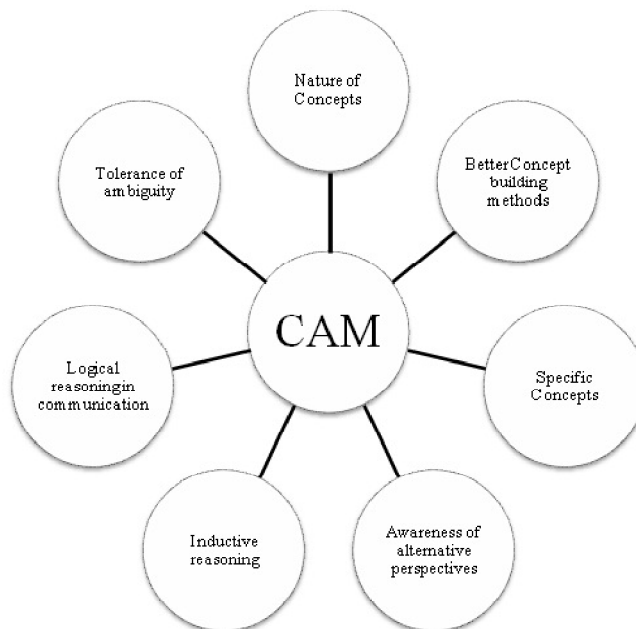 Nature of
Concepts
BetterConcept
building
methods
Specific
Concepts
Awareness of
alternative
perspectives
Inductive
reasoning
Logical
reasoningin
communication
Tolerance of
ambiguity
CAM